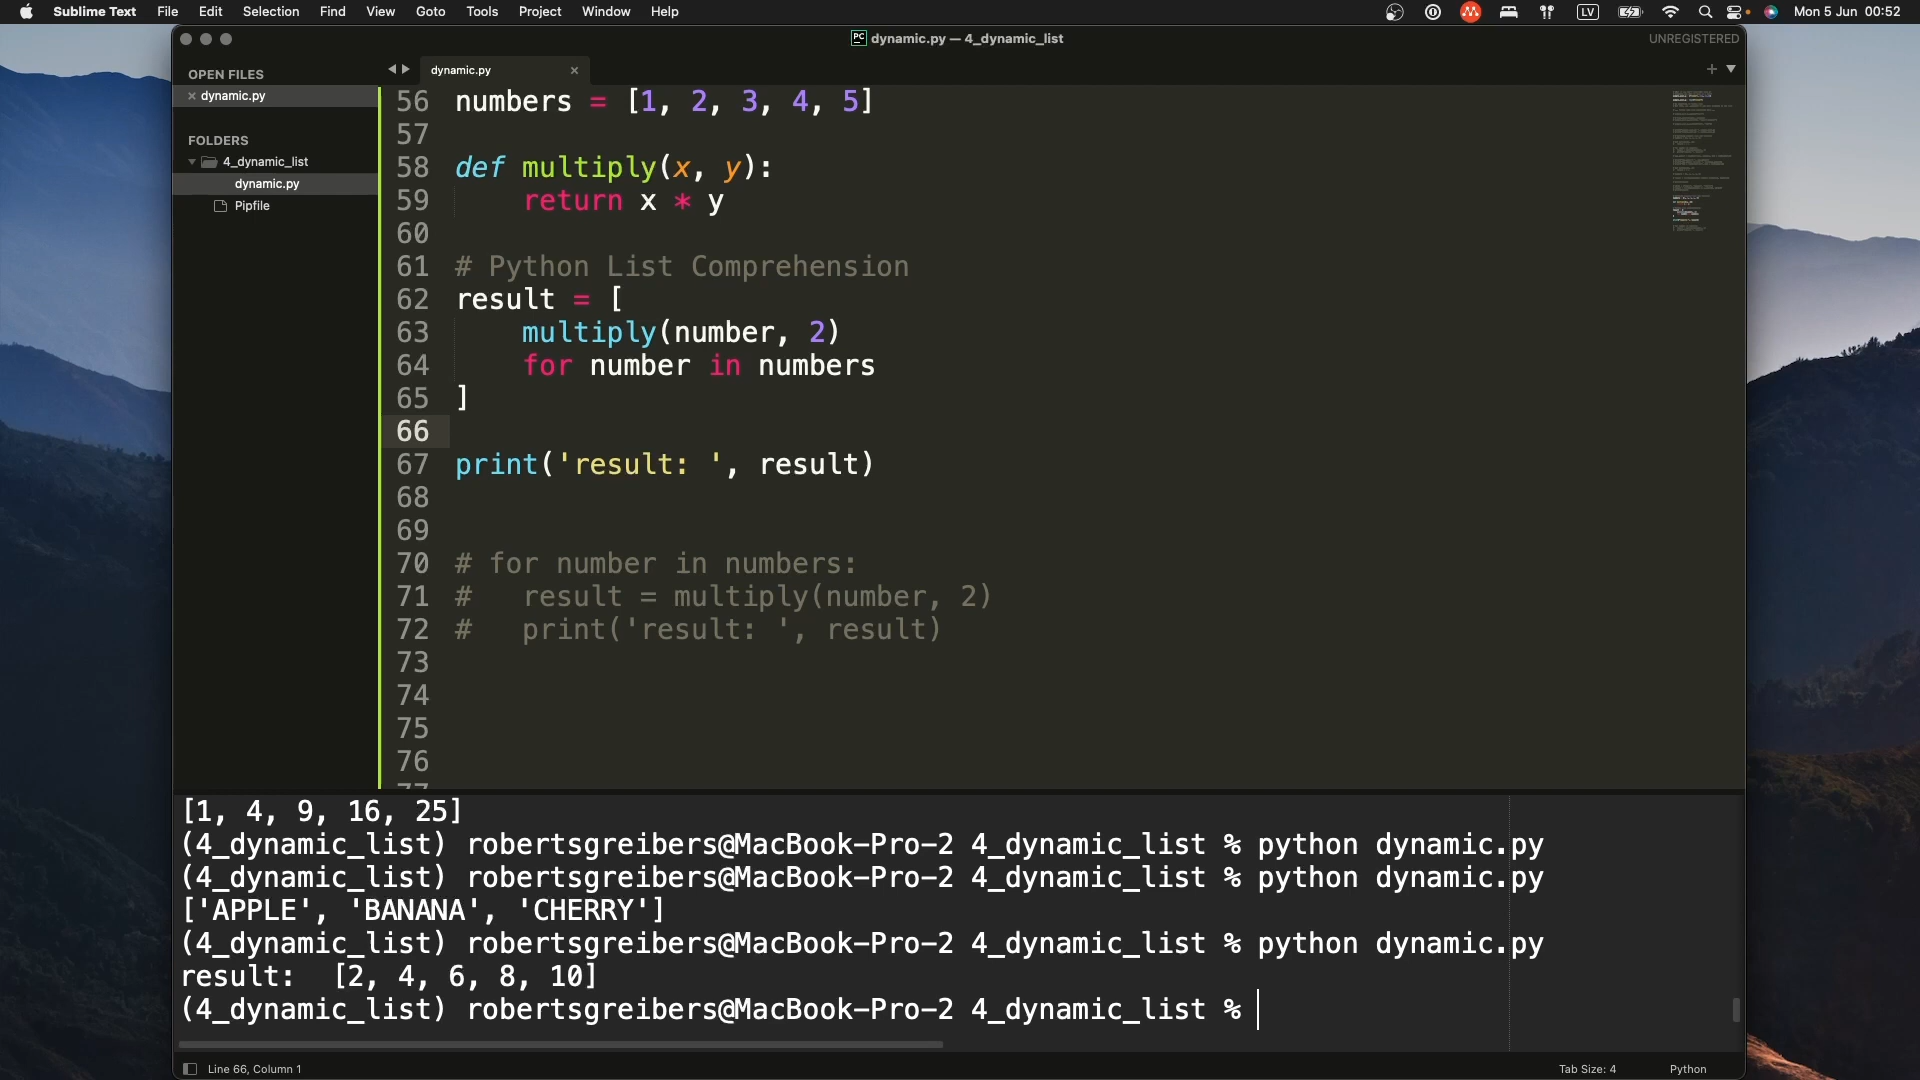 Sublime Text File Edit Selection Find View Goto Tools Project Window Help LV Mon 5 Jun 00:52
PC dynamic.py — 4_dynamic_list UNREGISTERED
OPEN FILES
dynamic.py
FOLDERS
4_dynamic_list
dynamic.py
Pipfile
dynamic.py
56 numbers = [1, 2, 3, 4, 5]
57
58 def multiply(x, y):
59 return x * y
60
61 # Python List Comprehension
62 result = [
63 multiply(number, 2)
64 for number in numbers
65 ]
66
67 print('result: ', result)
68
69
70 # for number in numbers:
71 # result = multiply(number, 2)
72 # print('result: ', result)
73
74
75
76
77
[1, 4, 9, 16, 25]
(4_dynamic_list) robertsgreibers@MacBook-Pro-2 4_dynamic_list % python dynamic.py
(4_dynamic_list) robertsgreibers@MacBook-Pro-2 4_dynamic_list % python dynamic.py
['APPLE', 'BANANA', 'CHERRY']
(4_dynamic_list) robertsgreibers@MacBook-Pro-2 4_dynamic_list % python dynamic.py
result:  [2, 4, 6, 8, 10]
(4_dynamic_list) robertsgreibers@MacBook-Pro-2 4_dynamic_list %
Line 66, Column 1 Tab Size: 4 Python